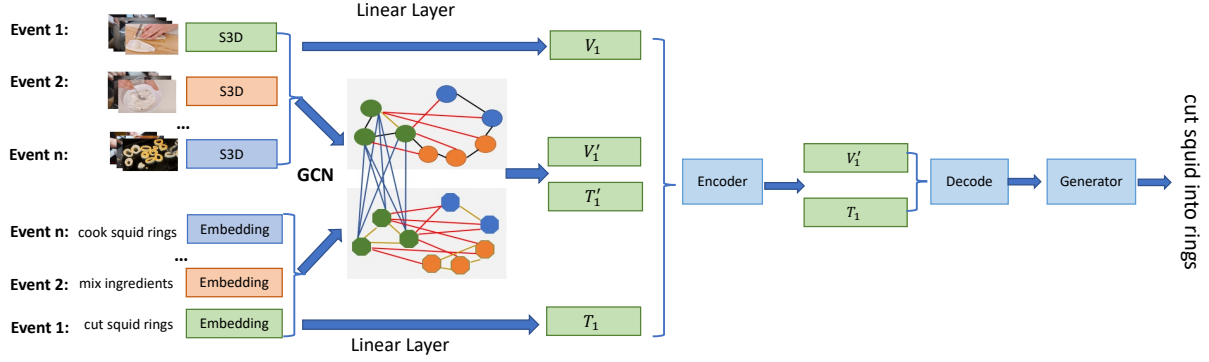 Linear Layer
Event 1:
S3D
V₁
Event 2:
S3D
...
Event n:
S3D
GCN
V₁′
T₁′
Encoder
V₁′
T₁
Decode
Generator
cut squid into rings
Event n: cook squid rings
Embedding
...
Event 2: mix ingredients
Embedding
Event 1: cut squid rings
Embedding
T₁
Linear Layer